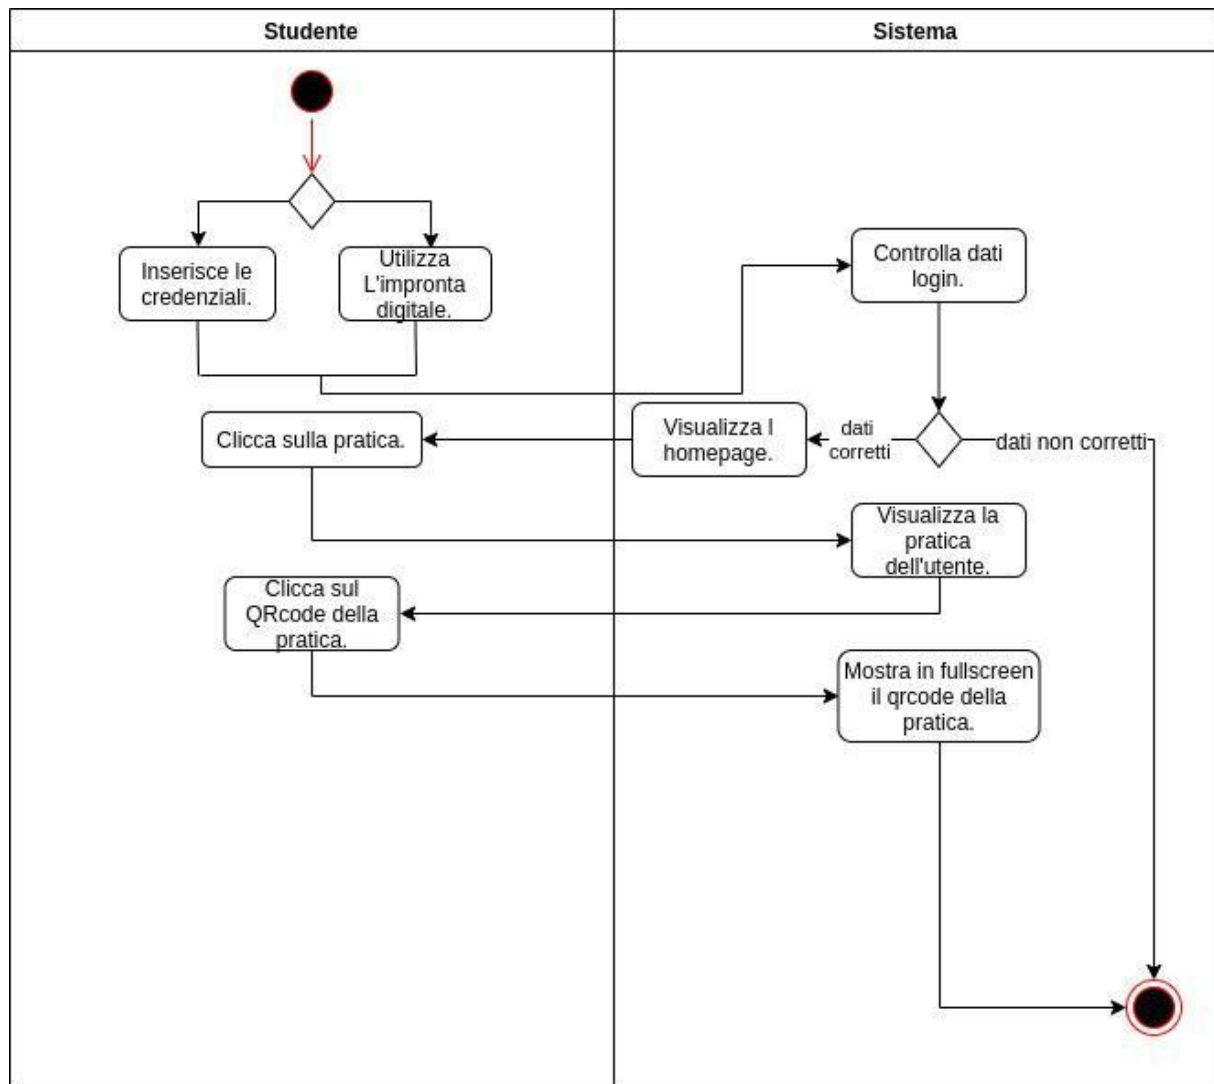 Studente
Sistema
Inserisce le
credenziali.
Utilizza
L'impronta
digitale.
Controlla dati
login.
Clicca sulla pratica.
Visualizza l
homepage.
dati
corretti
dati non corretti
Visualizza la
pratica
dell'utente.
Clicca sul
QRcode della
pratica.
Mostra in fullscreen
il qrcode della
pratica.